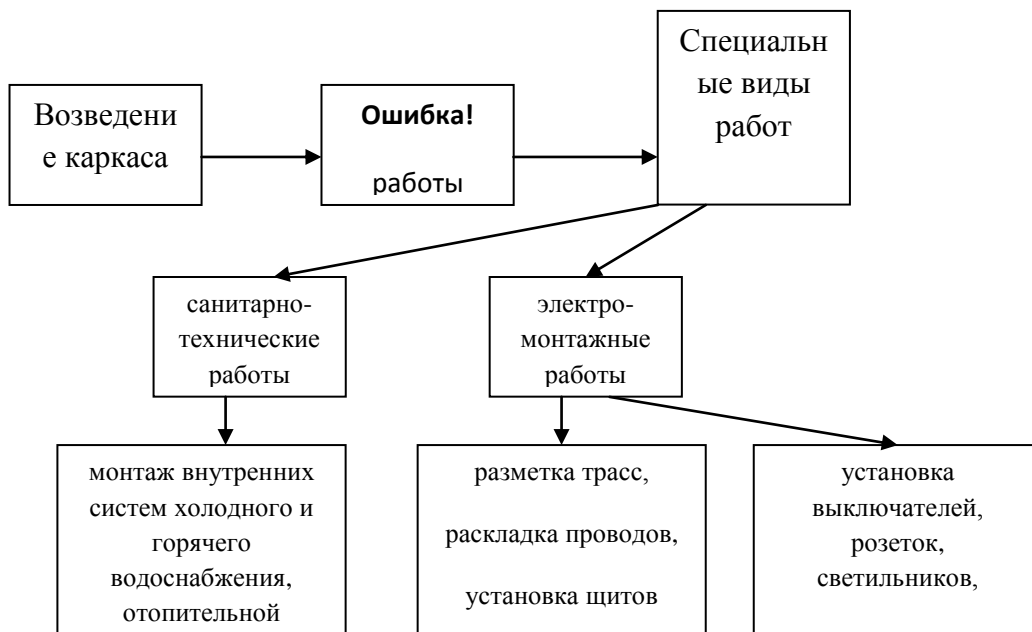 Возведени
е каркаса
Ошибка!
работы
Специальн
ые виды
работ
санитарно-
технические
работы
электро-
монтажные
работы
монтаж внутренних
систем холодного и
горячего
водоснабжения,
отопительной
разметка трасс,
раскладка проводов,
установка щитов
установка
выключателей,
розеток,
светильников,